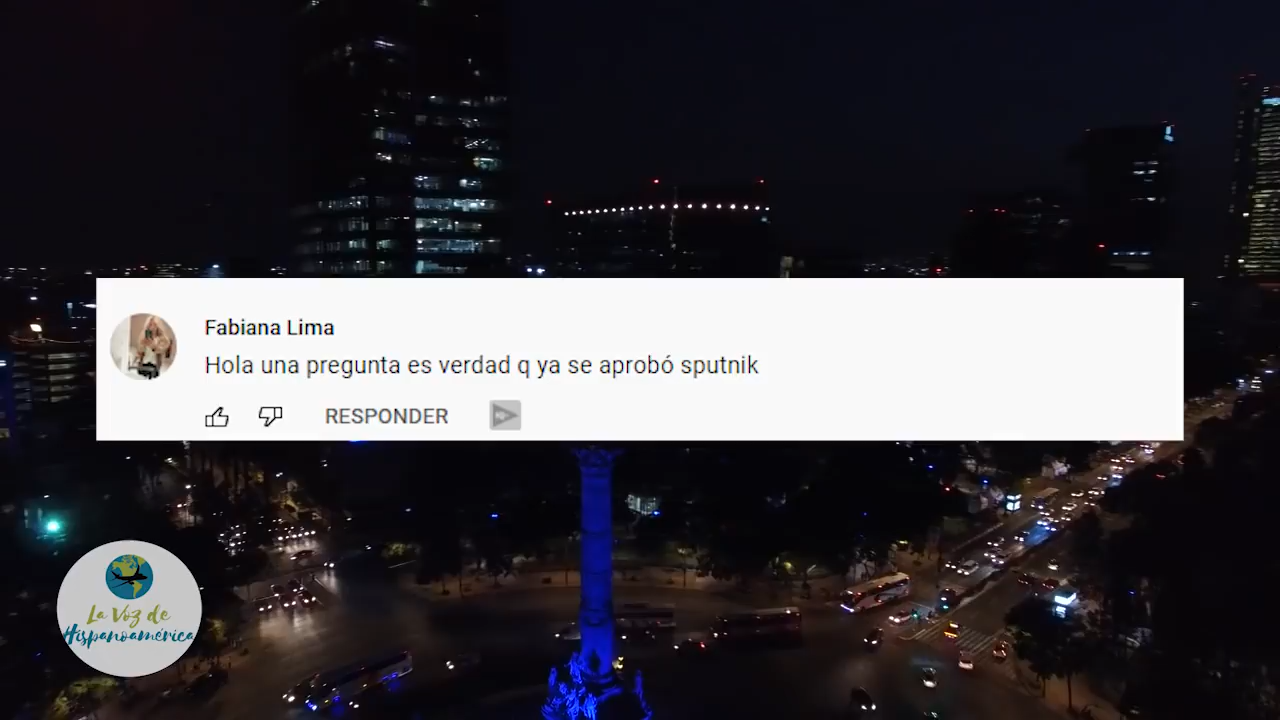 Fabiana Lima
Hola una pregunta es verdad q ya se aprobó sputnik
RESPONDER
La Voz de
Hispanoamérica